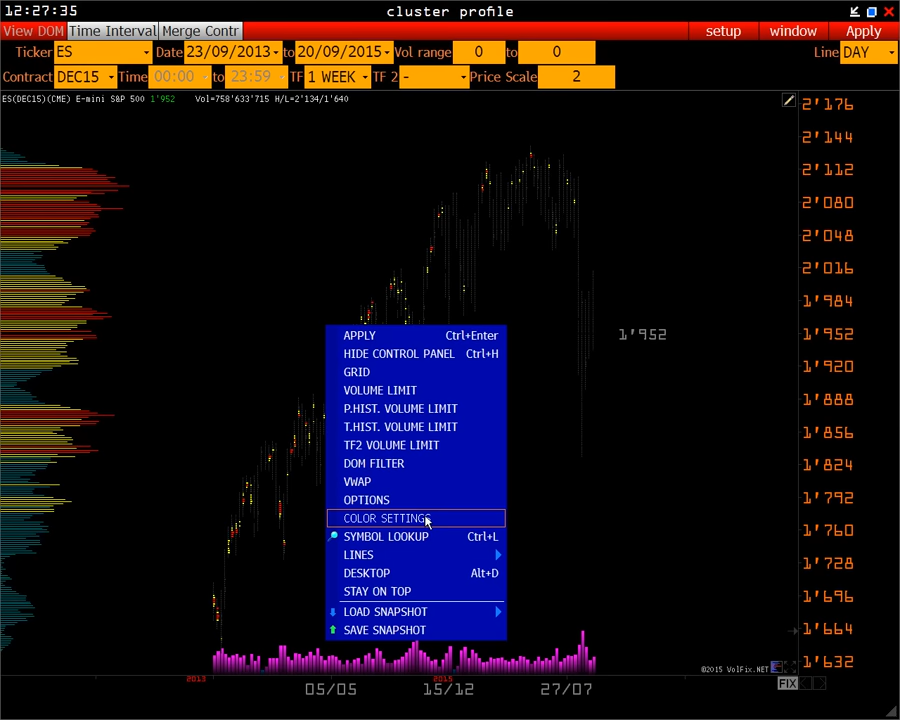 12:27:35 cluster profile
View DOM Time Interval Merge Contr setup window Apply
Ticker ES Date 23/09/2013 to 20/09/2015 Vol range 0 to 0 Line DAY
Contract DEC15 Time 00:00 to 23:59 TF 1 WEEK TF 2 - Price Scale 2
ES(DEC15)(CME) E-mini S&P 500 1'952 Vol=758'633'715 H/L=2'134/1'640
2'176
2'144
2'112
2'080
2'048
2'016
1'984
1'952 1'952
1'920
1'888
1'856
1'824
1'792
1'760
1'728
1'696
1'664
1'632
APPLY Ctrl+Enter
HIDE CONTROL PANEL Ctrl+H
GRID
VOLUME LIMIT
P.HIST. VOLUME LIMIT
T.HIST. VOLUME LIMIT
TF2 VOLUME LIMIT
DOM FILTER
VWAP
OPTIONS
COLOR SETTINGS
SYMBOL LOOKUP Ctrl+L
LINES
DESKTOP Alt+D
STAY ON TOP
LOAD SNAPSHOT
SAVE SNAPSHOT
©2015 VolFix.NET
2013 2015 FIX
05/05 15/12 27/07